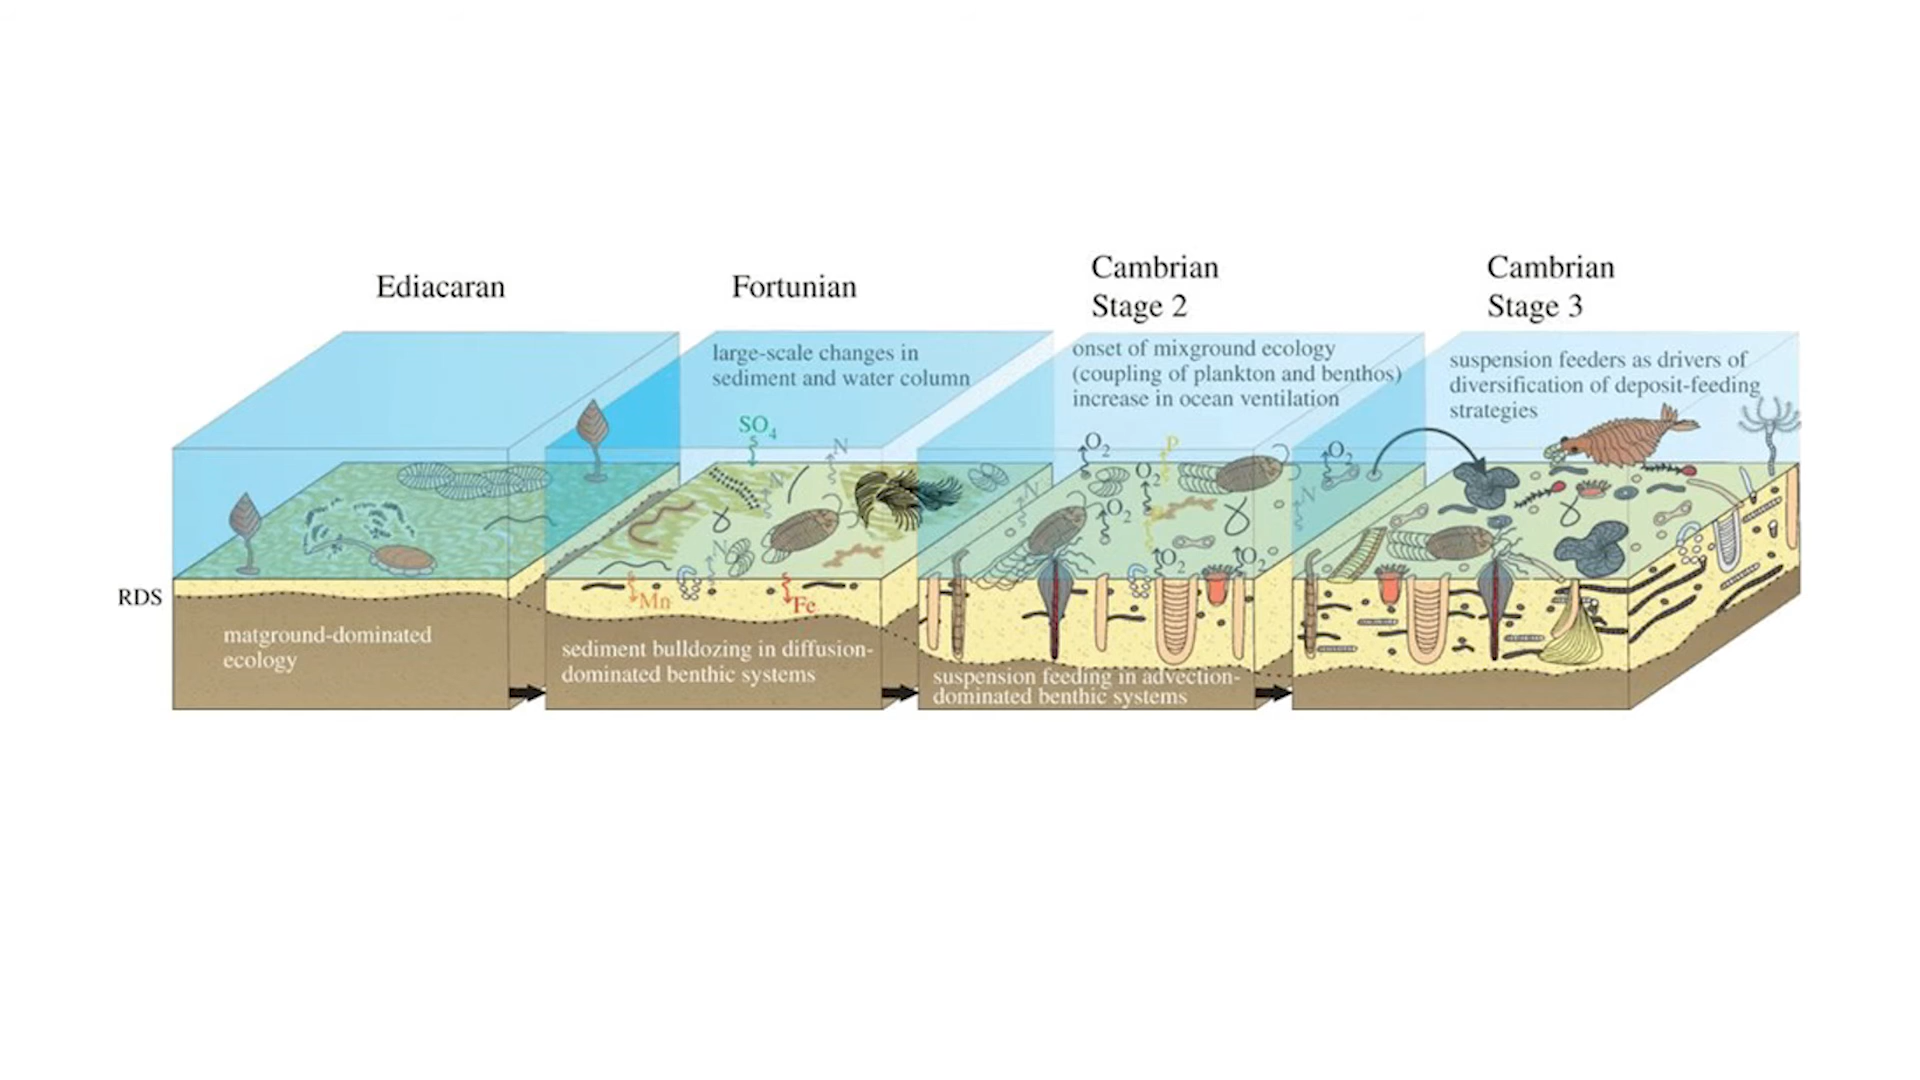 Ediacaran
Fortunian
Cambrian
Stage 2
Cambrian
Stage 3
large-scale changes in
sediment and water column
onset of mixground ecology
(coupling of plankton and benthos)
increase in ocean ventilation
suspension feeders as drivers of
diversification of deposit-feeding
strategies
SO4
N
N
N
Mn
Fe
N
O2
P
O2
O2
P
O2
O2
O2
N
RDS
matground-dominated
ecology
sediment bulldozing in diffusion-
dominated benthic systems
suspension feeding in advection-
dominated benthic systems